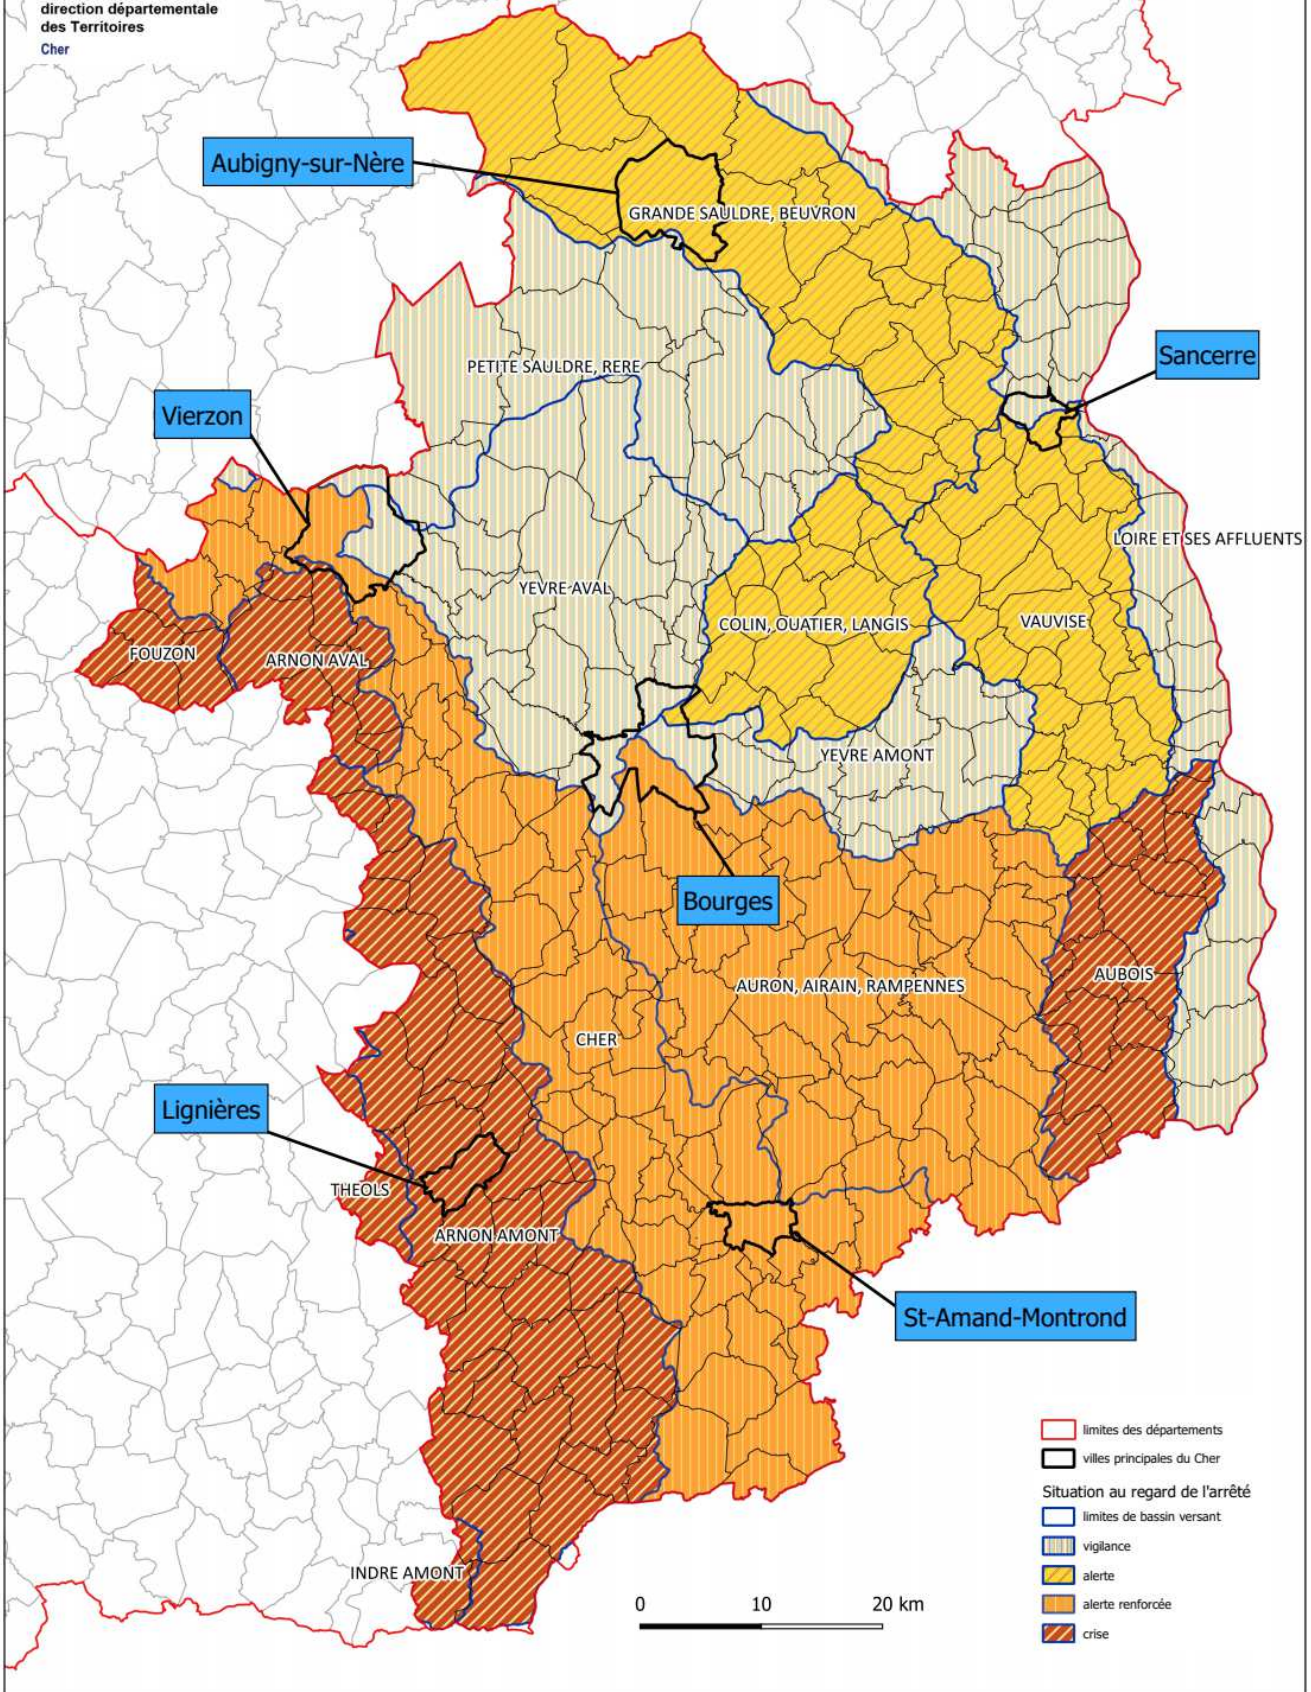 direction départementale
des Territoires
Cher
Aubigny-sur-Nère
GRANDE SAULDRE, BEUVRON
Sancerre
PETITE SAULDRE, RERE
Vierzon
LOIRE ET SES AFFLUENTS
YEVRE AVAL
COLIN, OUATIER, LANGIS
VAUVISE
FOUZON
ARNON AVAL
YEVRE AMONT
Bourges
AUBOIS
AURON, AIRAIN, RAMPENNES
CHER
Lignières
THEOLS
ARNON AMONT
St-Amand-Montrond
limites des départements
villes principales du Cher
Situation au regard de l'arrêté
limites de bassin versant
vigilance
alerte
alerte renforcée
crise
INDRE AMONT
0 10 20 km